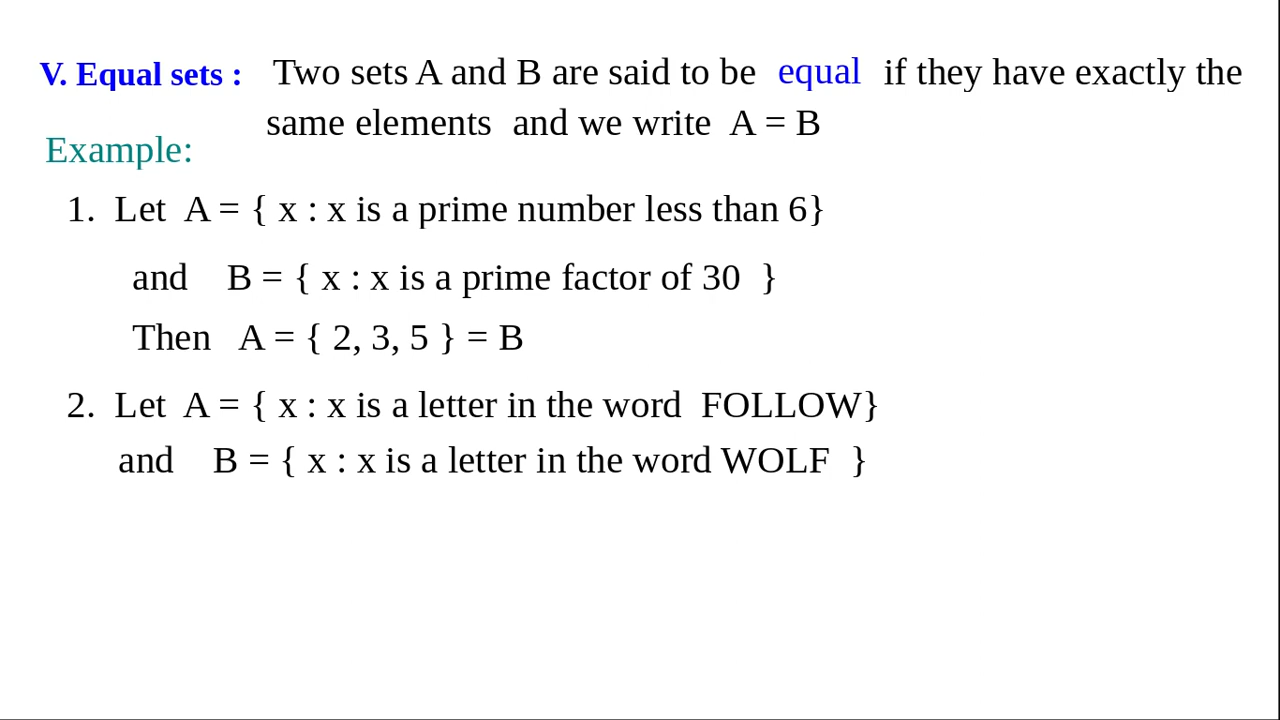 V. Equal sets : Two sets A and B are said to be equal if they have exactly the
same elements and we write A = B
Example:
1. Let A = { x : x is a prime number less than 6}
and B = { x : x is a prime factor of 30 }
Then A = { 2, 3, 5 } = B
2. Let A = { x : x is a letter in the word FOLLOW}
and B = { x : x is a letter in the word WOLF }